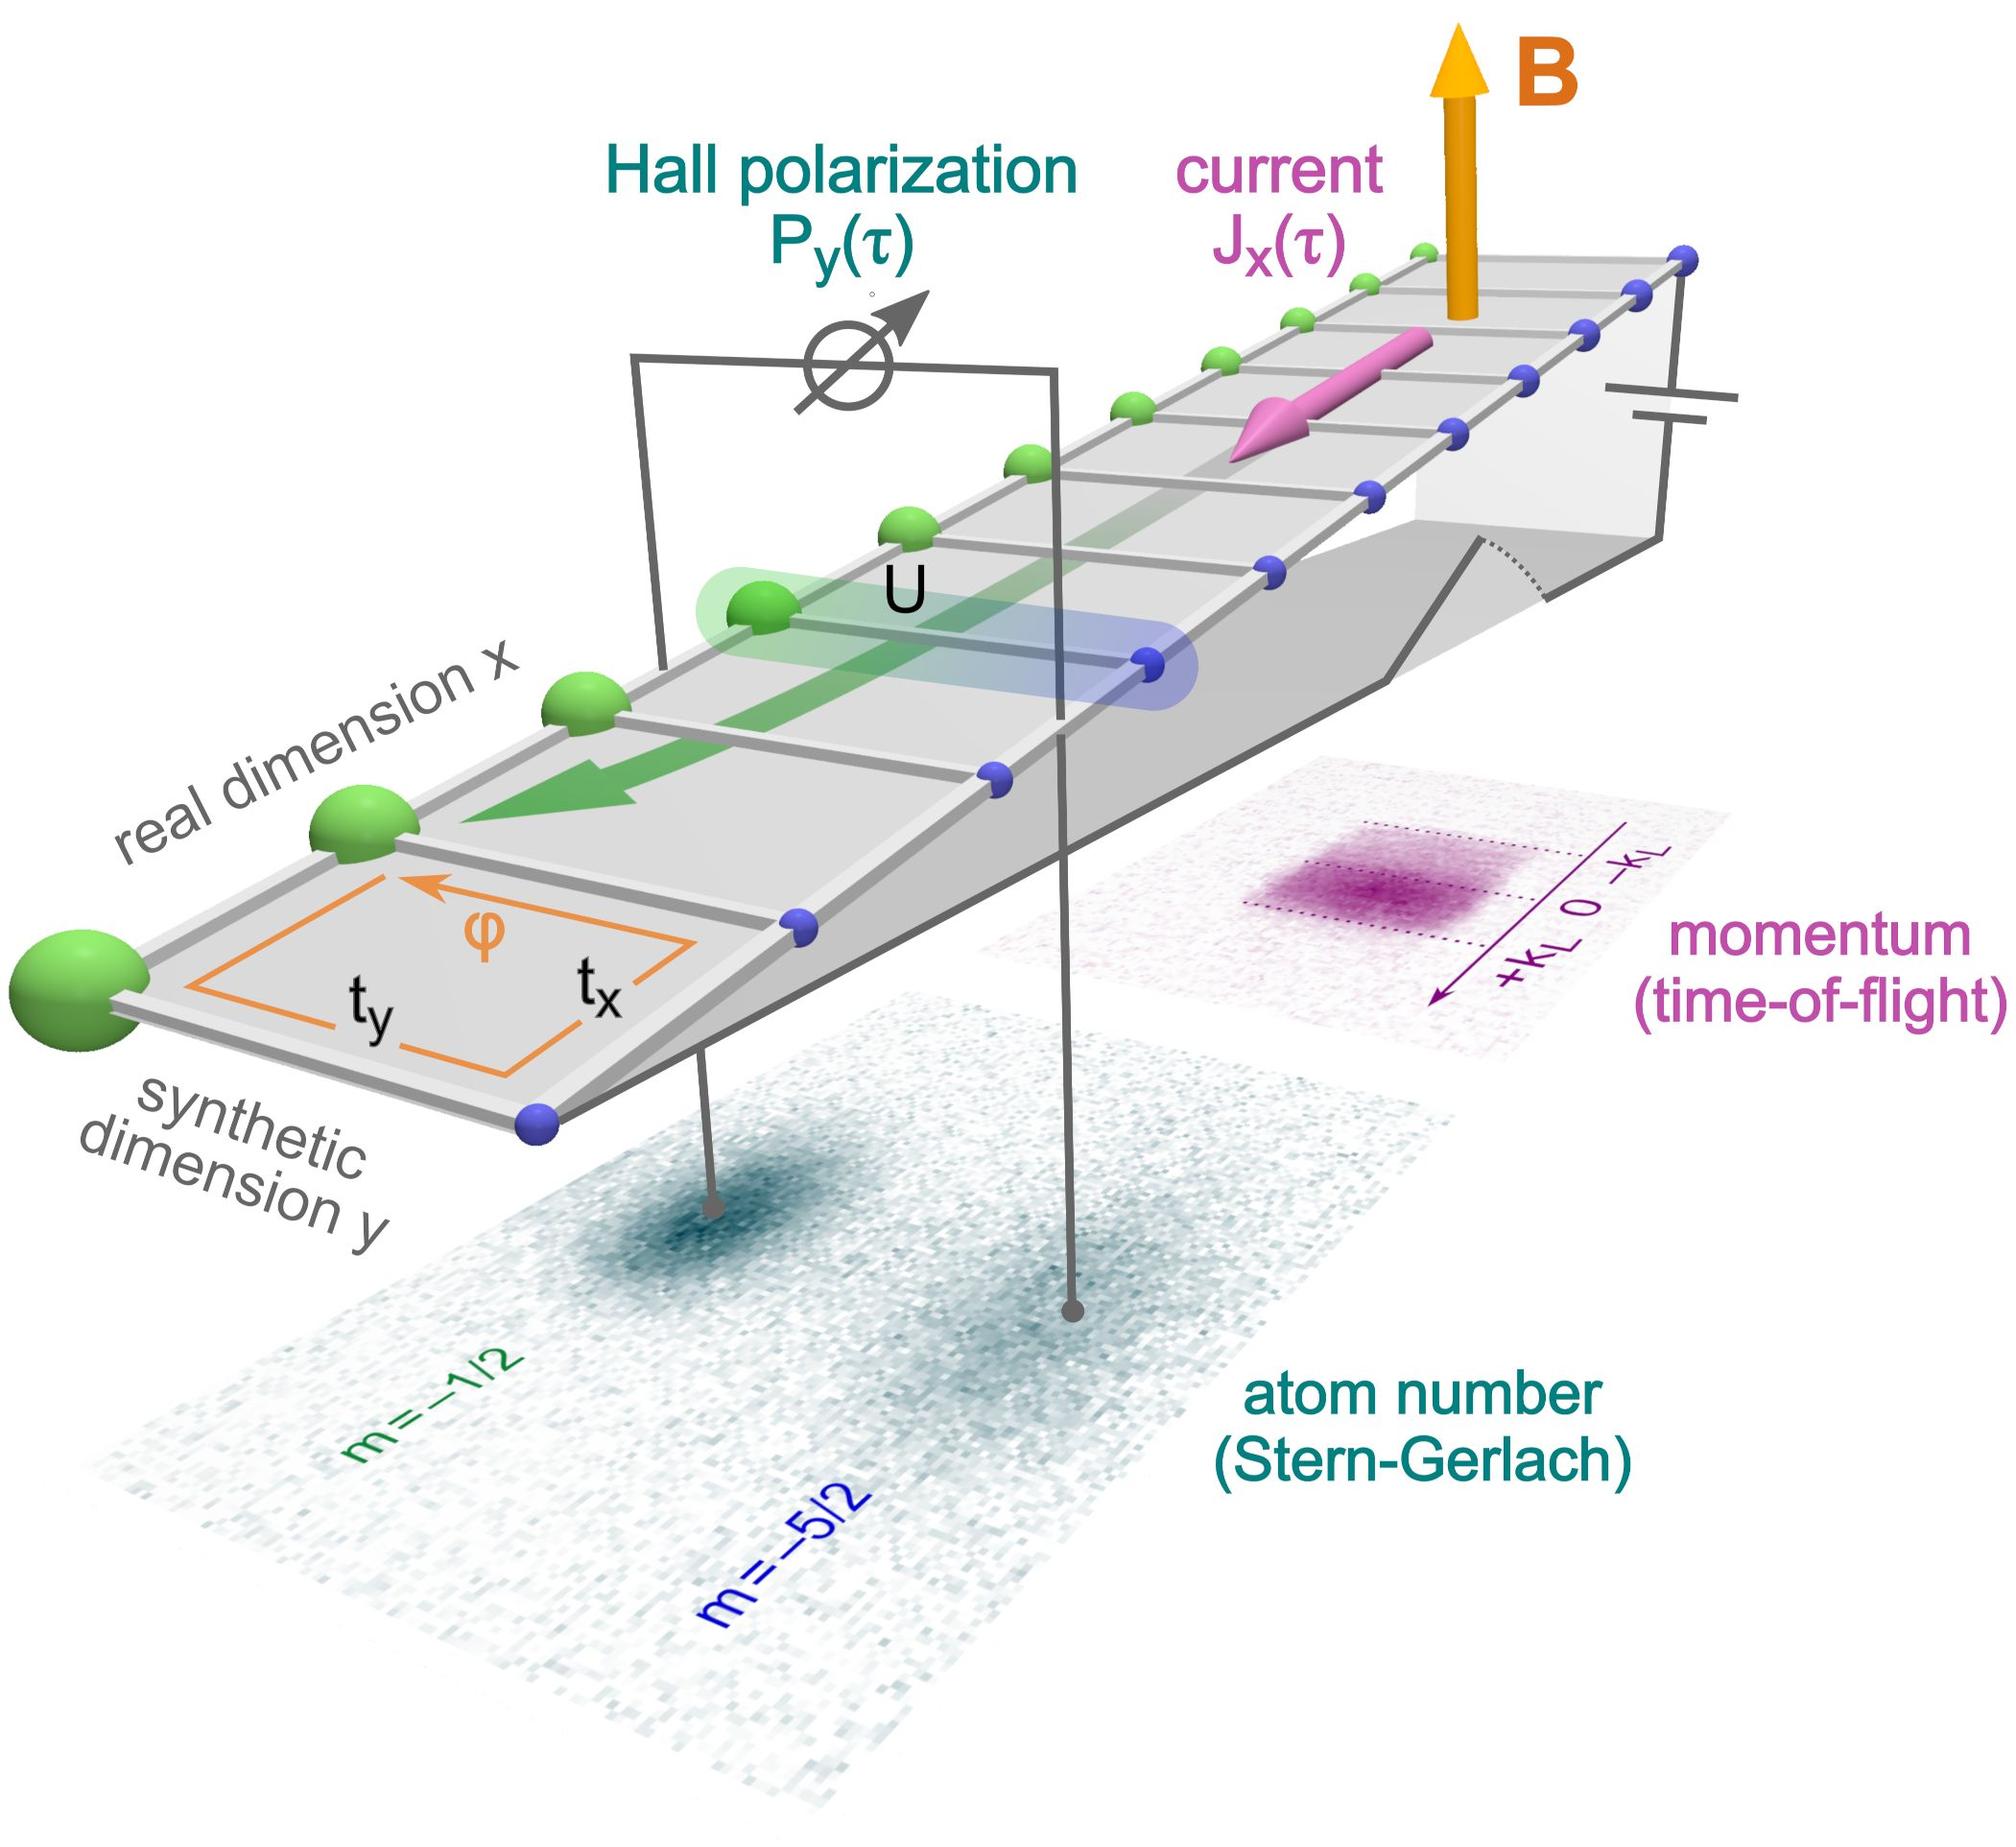 B
Hall polarization
Py(τ)
current
Jx(τ)
U
real dimension x
φ
ty
tx
synthetic
dimension y
–kL
0
+kL
momentum
(time-of-flight)
m=–1/2
m=–5/2
atom number
(Stern-Gerlach)